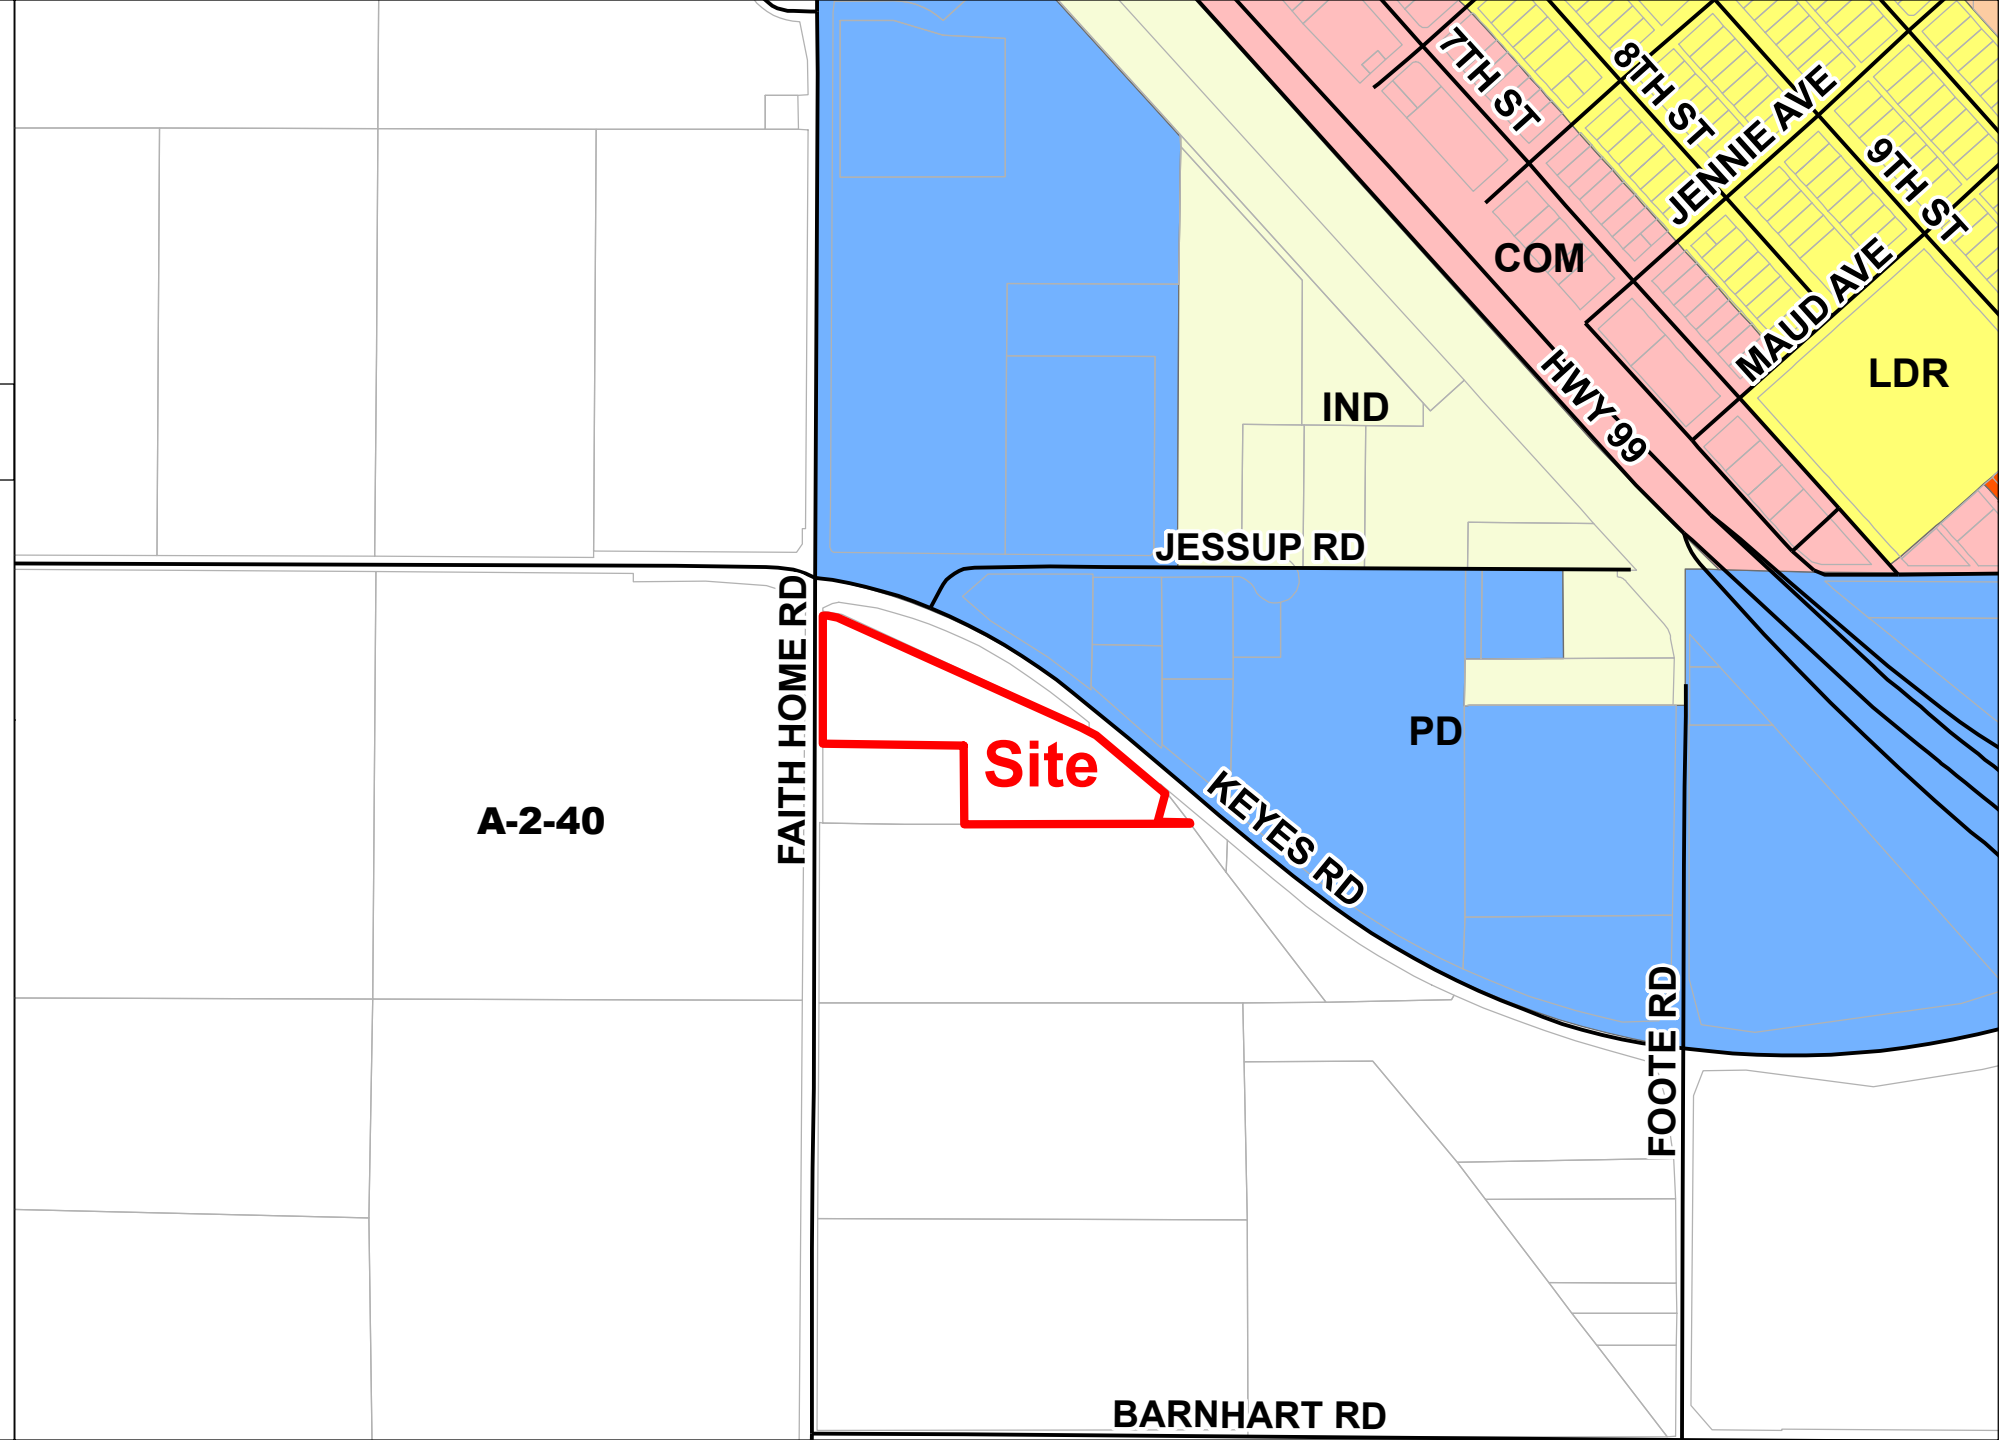 7TH ST
8TH ST
JENNIE AVE
9TH ST
COM
MAUD AVE
LDR
HWY 99
IND
JESSUP RD
FAITH HOME RD
PD
Site
KEYES RD
A-2-40
FOOTE RD
BARNHART RD